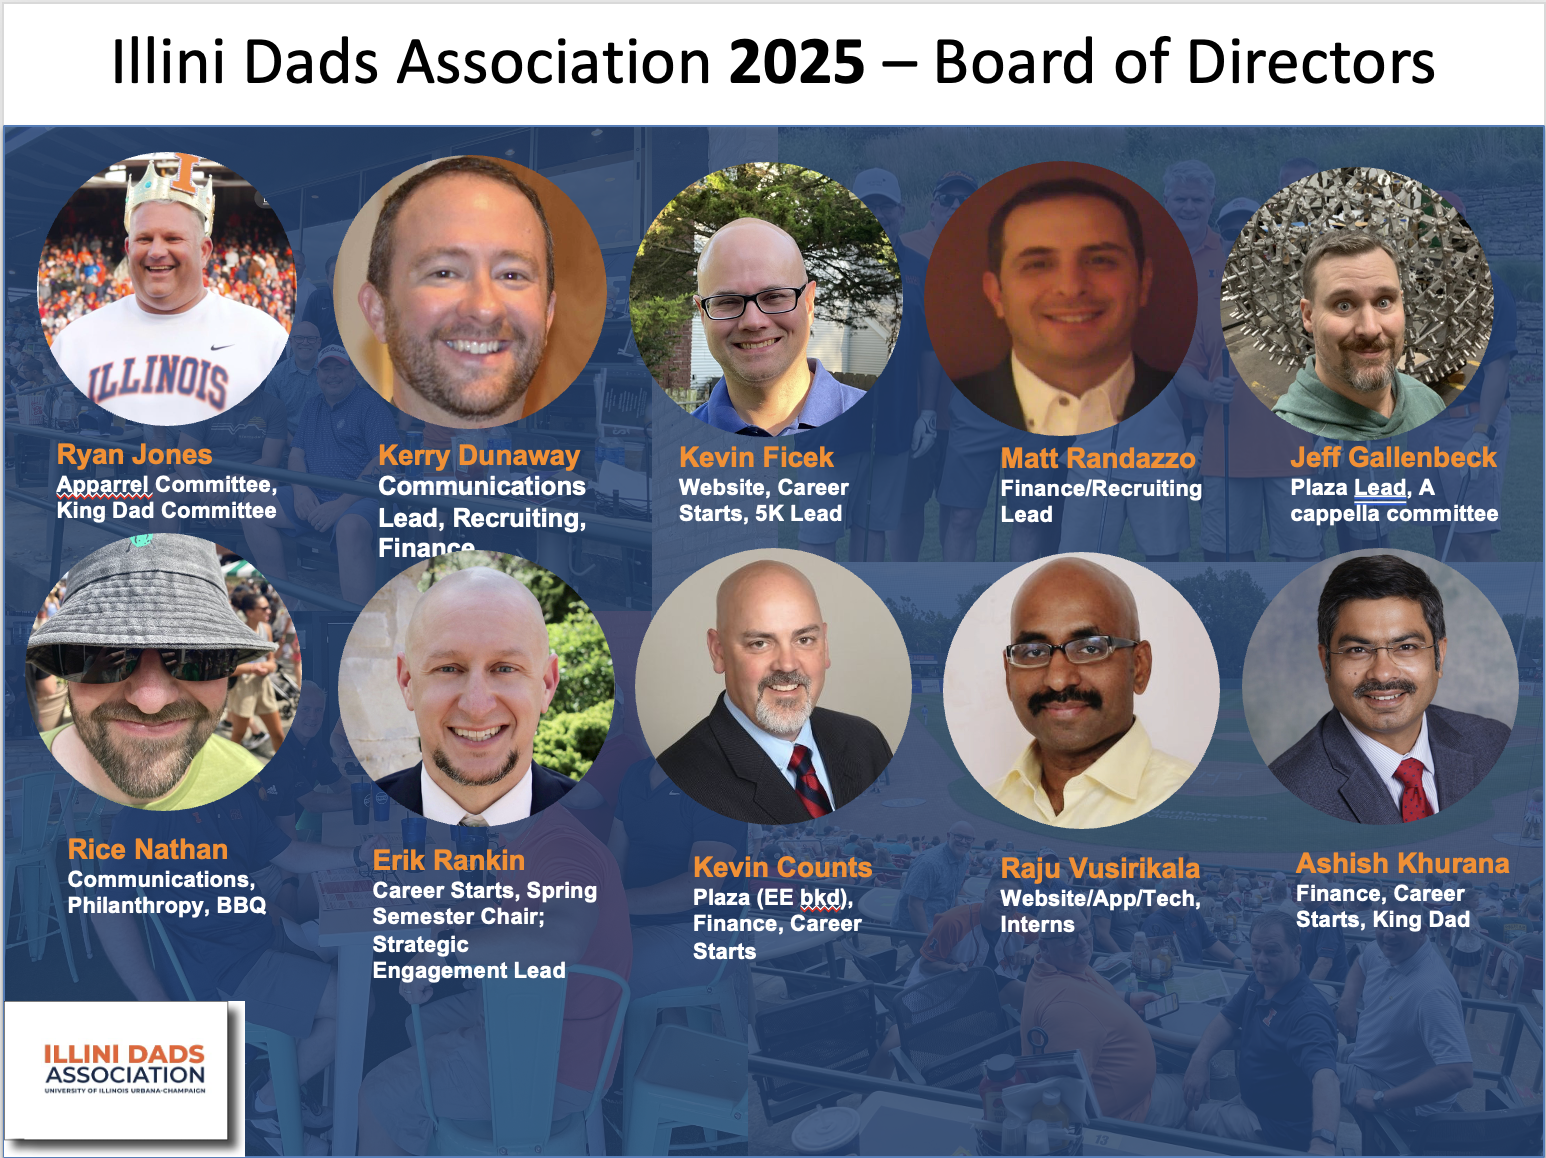 Illini Dads Association 2025 – Board of Directors
I
ILLINOIS
Ryan Jones
Apparrel Committee,
King Dad Committee
Kerry Dunaway
Communications
Lead, Recruiting,
Finance
Kevin Ficek
Website, Career
Starts, 5K Lead
Matt Randazzo
Finance/Recruiting
Lead
Jeff Gallenbeck
Plaza Lead, A
cappella committee
Rice Nathan
Communications,
Philanthropy, BBQ
Erik Rankin
Career Starts, Spring
Semester Chair;
Strategic
Engagement Lead
Kevin Counts
Plaza (EE bkd),
Finance, Career
Starts
Raju Vusirikala
Website/App/Tech,
Interns
Ashish Khurana
Finance, Career
Starts, King Dad
ILLINI DADS
ASSOCIATION
UNIVERSITY OF ILLINOIS URBANA-CHAMPAIGN
13